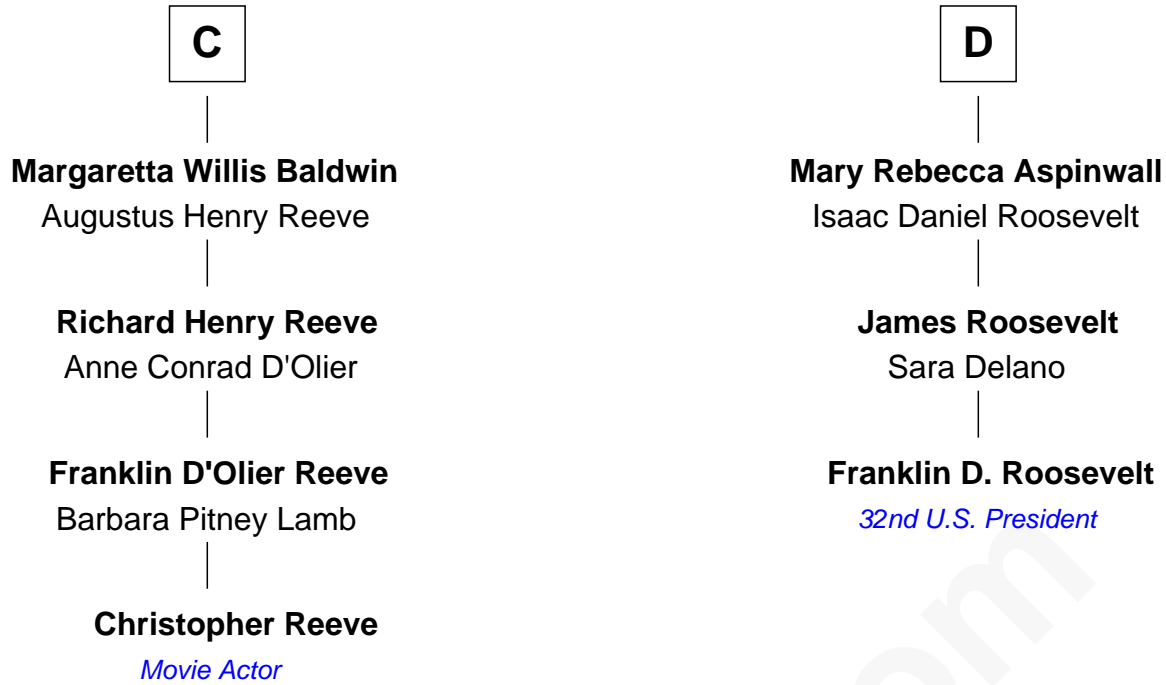 C
Margaretta Willis Baldwin
Augustus Henry Reeve
Richard Henry Reeve
Anne Conrad D'Olier
Franklin D'Olier Reeve
Barbara Pitney Lamb
Christopher Reeve
Movie Actor
D
Mary Rebecca Aspinwall
Isaac Daniel Roosevelt
James Roosevelt
Sara Delano
Franklin D. Roosevelt
32nd U.S. President
om